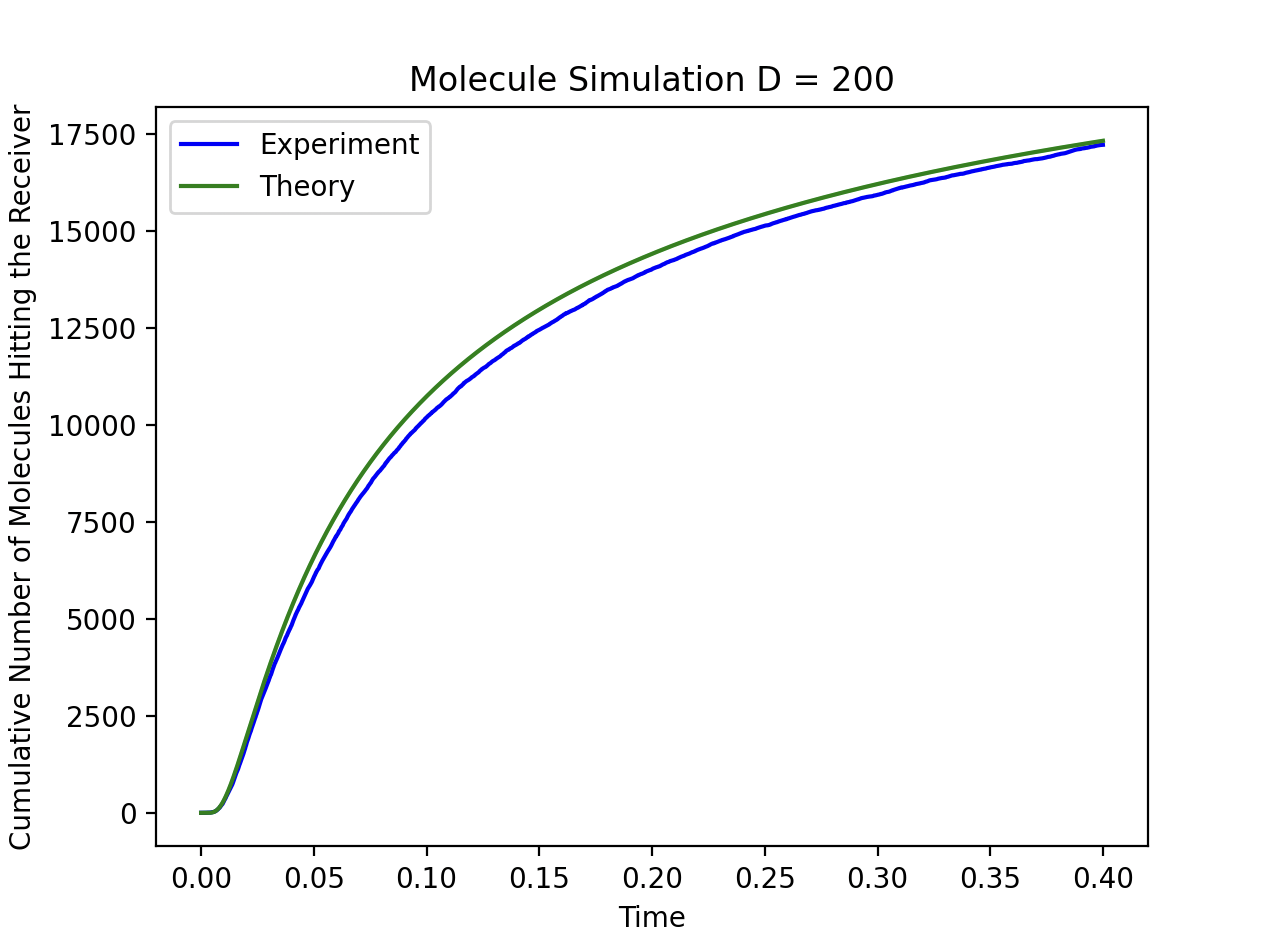 Molecule Simulation D = 200
Experiment
Theory
Cumulative Number of Molecules Hitting the Receiver
17500
15000
12500
10000
7500
5000
2500
0
0.00 0.05 0.10 0.15 0.20 0.25 0.30 0.35 0.40
Time